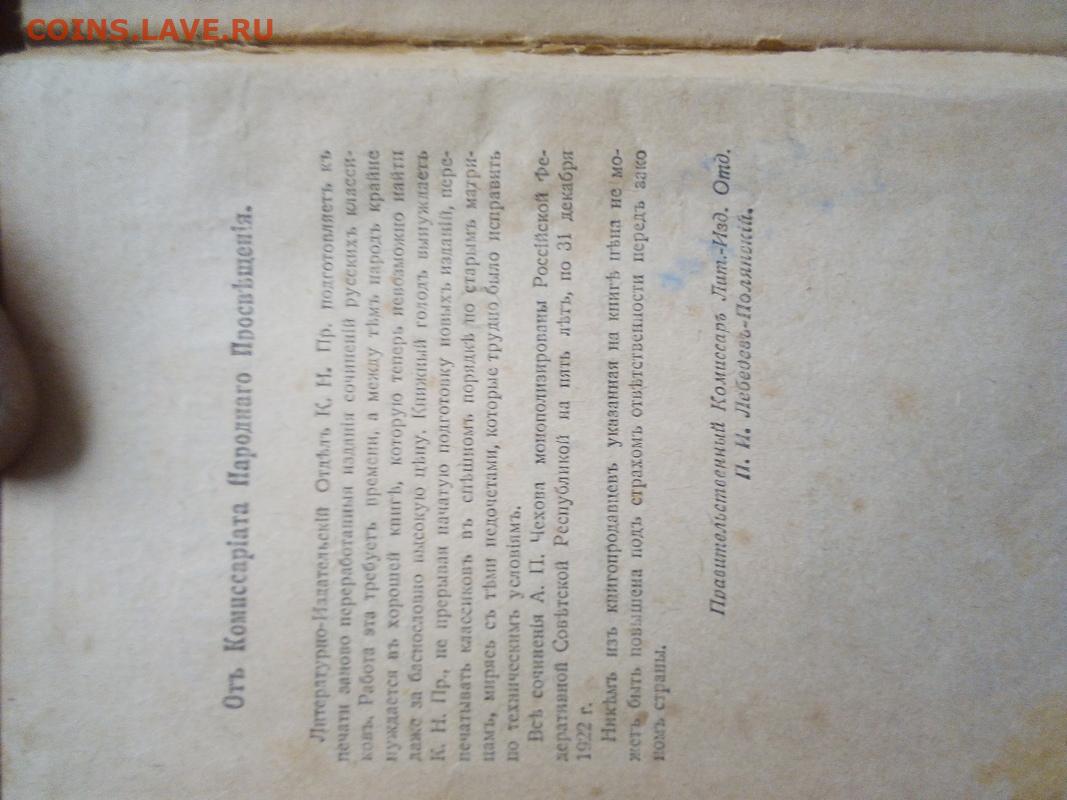 COINS.LAVE.RU
Отъ Комиссаріата Народнаго Просвѣщенія.
Литературно-Издательскій Отдѣлъ К. Н. Пр. подготовляетъ къ
печати заново переработанныя изданія сочиненій русскихъ класси-
ковъ. Работа эта требуетъ времени, а между тѣмъ народъ крайне
нуждается въ хорошей книгѣ, которую теперь невозможно найти
даже за баснословно высокую цѣну. Книжный голодъ вынуждаетъ
К. Н. Пр., не прерывая начатую подготовку новыхъ изданій, пере-
печатывать классиковъ въ спѣшномъ порядкѣ по старымъ матри-
цамъ, мирясь съ тѣми недочетами, которые трудно было исправить
по техническимъ условіямъ.
Всѣ сочиненія А. П. Чехова монополизированы Россійской Фе-
деративной Совѣтской Республикой на пять лѣтъ, по 31 декабря
1922 г.
Никѣмъ изъ книгопродавцевъ указанная на книгѣ цѣна не мо-
жетъ быть повышена подъ страхомъ отвѣтственности передъ зако
номъ страны.
Правительственный Комиссаръ Лит.-Изд. Отд.
П. И. Лебедевъ-Полянскій.